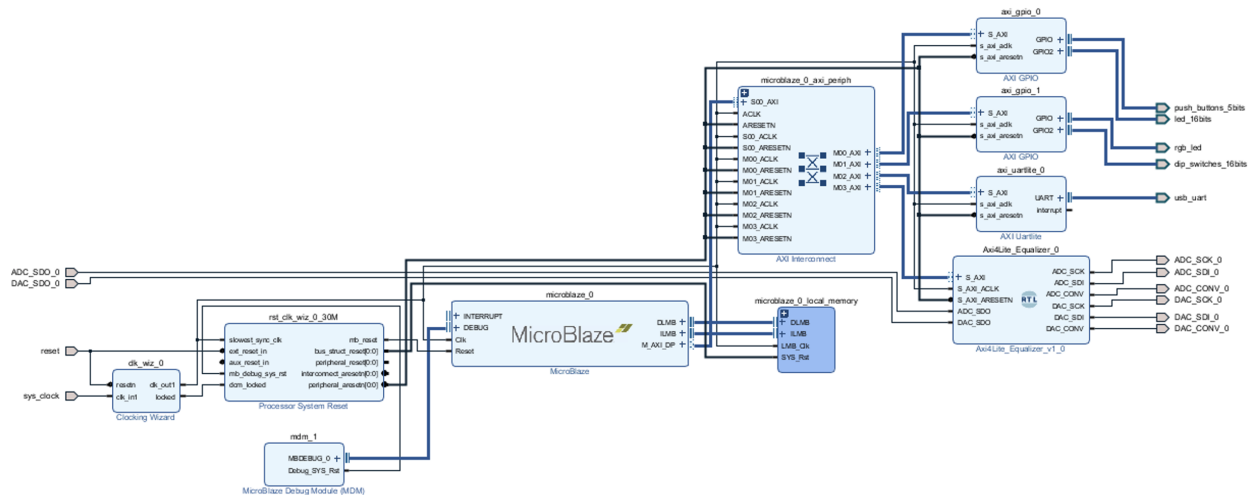 axi_gpio_0
S_AXI
s_axi_aclk
s_axi_aresetn
GPIO
GPIO2
AXI GPIO
axi_gpio_1
S_AXI
s_axi_aclk
s_axi_aresetn
GPIO
GPIO2
AXI GPIO
axi_uartlite_0
S_AXI
s_axi_aclk
s_axi_aresetn
UART
interrupt
AXI Uartlite
push_buttons_5bits
led_16bits
rgb_led
dip_switches_16bits
usb_uart
microblaze_0_axi_periph
S00_AXI
ACLK
ARESETN
S00_ACLK
S00_ARESETN
M00_ACLK
M00_ARESETN
M01_ACLK
M01_ARESETN
M02_ACLK
M02_ARESETN
M03_ACLK
M03_ARESETN
M00_AXI
M01_AXI
M02_AXI
M03_AXI
AXI Interconnect
Axi4Lite_Equalizer_0
S_AXI
S_AXI_ACLK
S_AXI_ARESETN
ADC_SDO
DAC_SDO
RTL
ADC_SCK
ADC_SDI
ADC_CONV
DAC_SCK
DAC_SDI
DAC_CONV
Axi4Lite_Equalizer_v1_0
ADC_SCK_0
ADC_SDI_0
ADC_CONV_0
DAC_SCK_0
DAC_SDI_0
DAC_CONV_0
ADC_SDO_0
DAC_SDO_0
reset
sys_clock
clk_wiz_0
resetn
clk_in1
clk_out1
locked
Clocking Wizard
rst_clk_wiz_0_30M
slowest_sync_clk
ext_reset_in
aux_reset_in
mb_debug_sys_rst
dcm_locked
mb_reset
bus_struct_reset[0:0]
peripheral_reset[0:0]
interconnect_aresetn[0:0]
peripheral_aresetn[0:0]
Processor System Reset
microblaze_0
INTERRUPT
DEBUG
Clk
Reset
MicroBlaze
DLMB
ILMB
M_AXI_DP
MicroBlaze
microblaze_0_local_memory
DLMB
ILMB
LMB_Clk
SYS_Rst
mdm_1
MBDEBUG_0
Debug_SYS_Rst
MicroBlaze Debug Module (MDM)